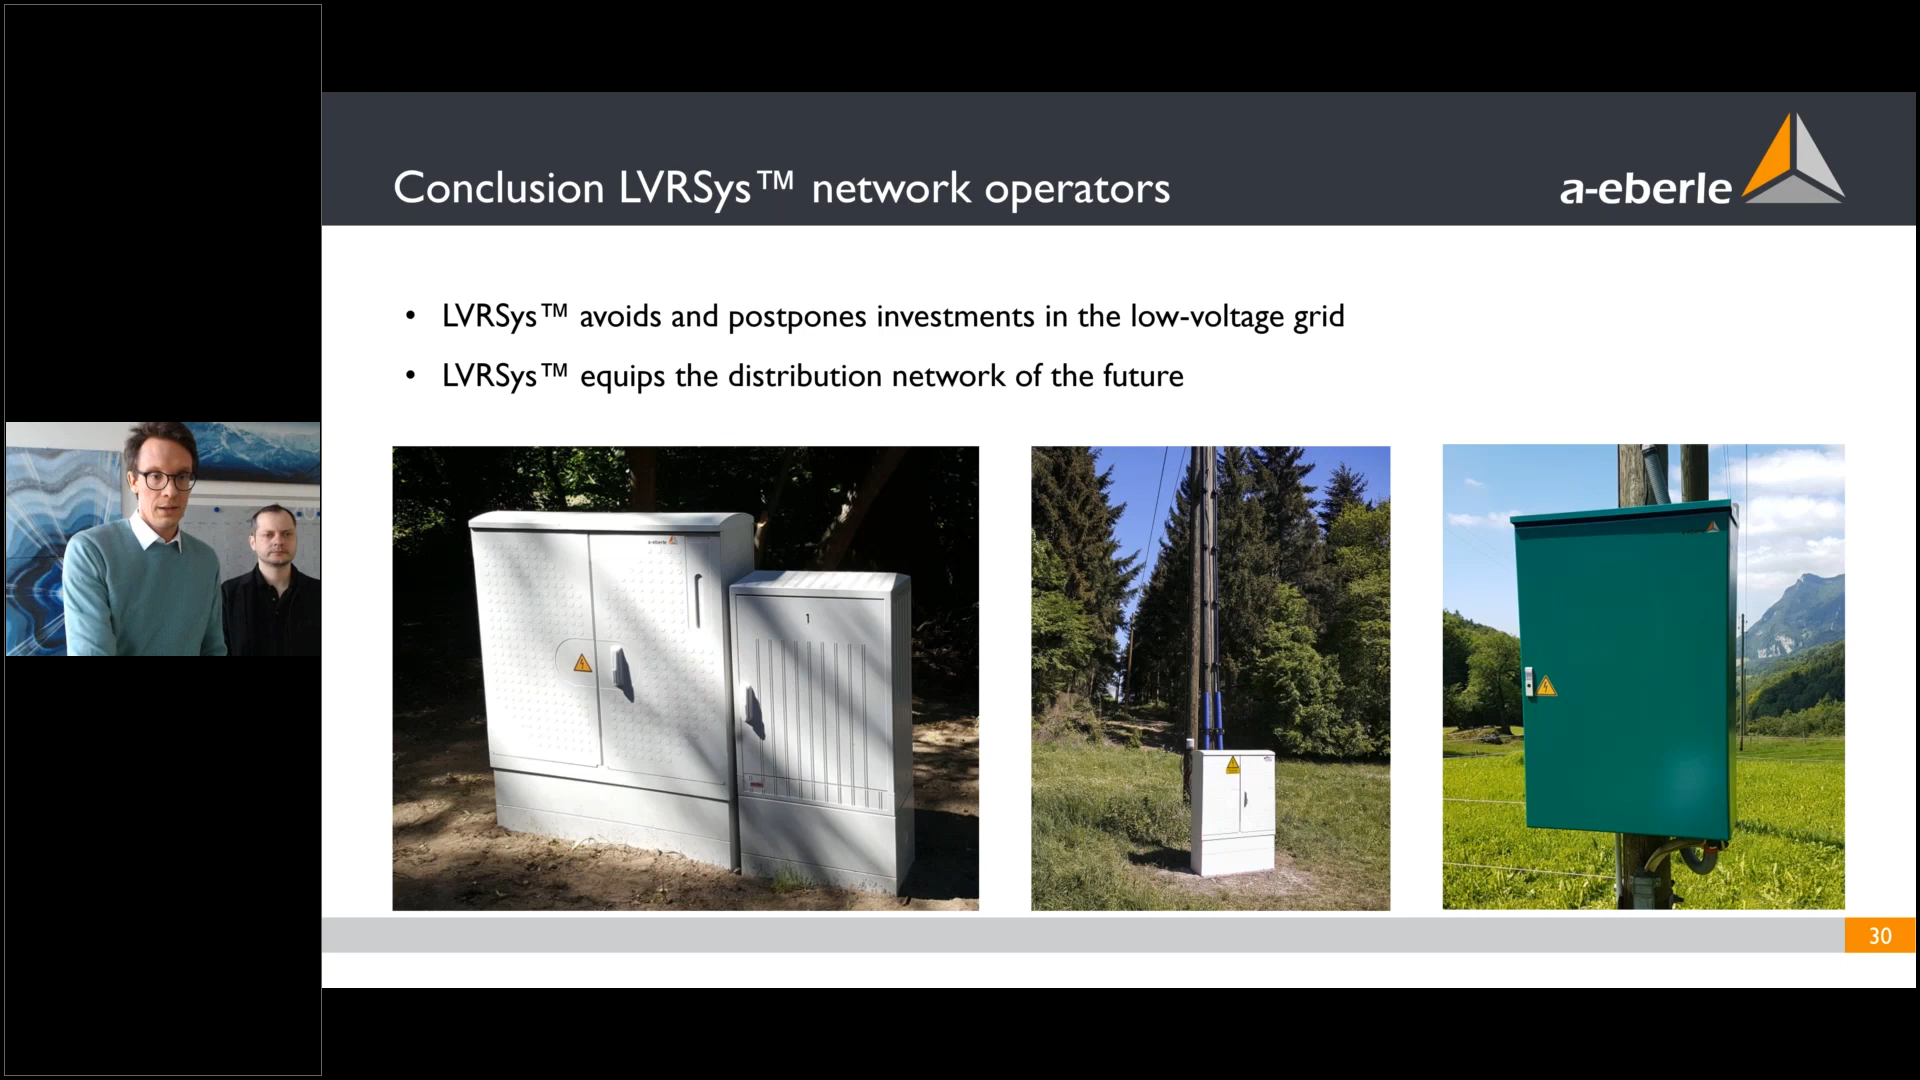 Conclusion LVRSys™ network operators
a-eberle
• LVRSys™ avoids and postpones investments in the low-voltage grid
• LVRSys™ equips the distribution network of the future
a-eberle
1
30